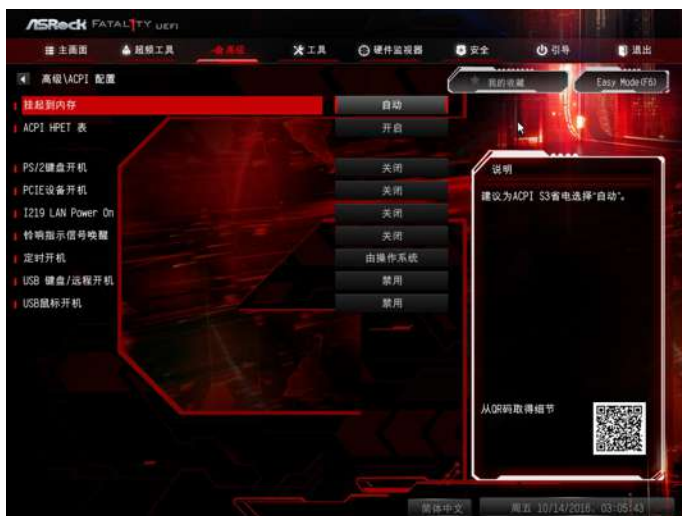 ASRock FATAL1TY UEFI
主画面 超频工具 高级 工具 硬件监视器 安全 引导 退出
高级\ACPI 配置 我的收藏 Easy Mode(F6)
挂起到内存 自动
ACPI HPET 表 开启
PS/2键盘开机 关闭
PCIE设备开机 关闭
I219 LAN Power On 关闭
铃响指示信号唤醒 关闭
定时开机 由操作系统
USB 键盘/远程开机 禁用
USB鼠标开机 禁用
说明
建议为ACPI S3省电选择“自动”。
从QR码取得细节
简体中文 周五 10/14/2016, 03:05:43